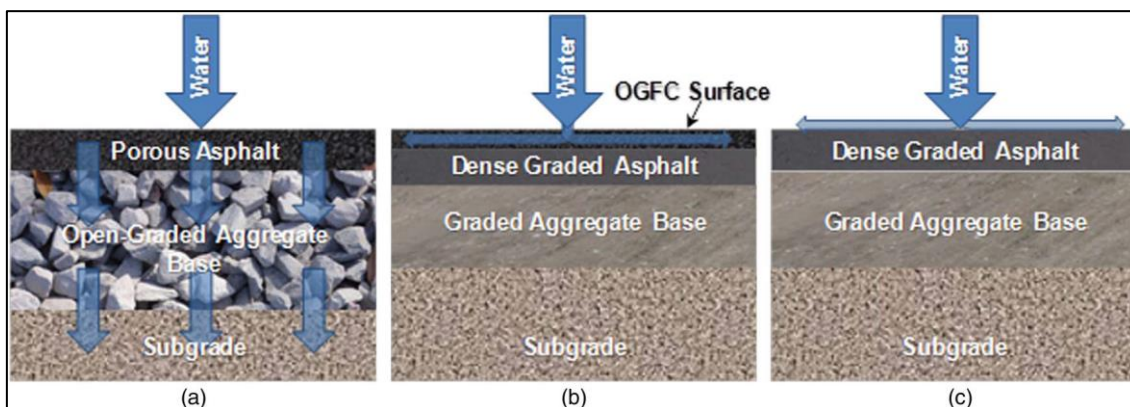 Water
Porous Asphalt
Open-Graded Aggregate
Base
Subgrade
(a)
Water
OGFC Surface
Dense Graded Asphalt
Graded Aggregate Base
Subgrade
(b)
Water
Dense Graded Asphalt
Graded Aggregate Base
Subgrade
(c)